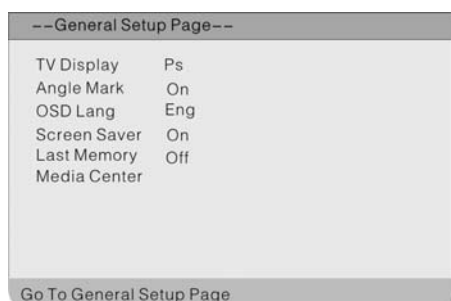 --General Setup Page--
TV Display Ps
Angle Mark On
OSD Lang Eng
Screen Saver On
Last Memory Off
Media Center
Go To General Setup Page